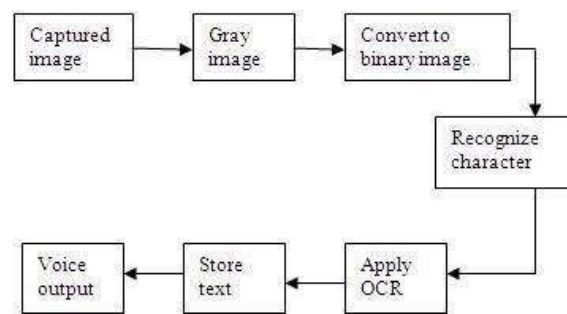 Captured
image
Gray
image
Convert to
binary image
Recognize
character
Apply
OCR
Store
text
Voice
output